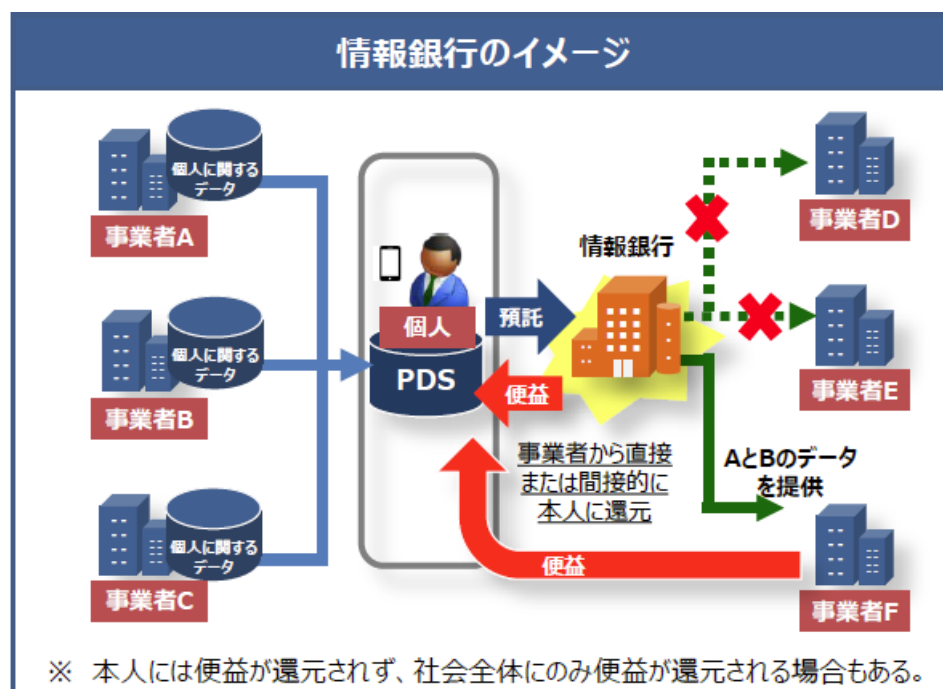 情報銀行のイメージ
個人に関する
データ
事業者A
個人に関する
データ
事業者B
個人に関する
データ
事業者C
個人
PDS
預託
便益
情報銀行
事業者から直接
または間接的に
本人に還元
便益
AとBのデータ
を提供
事業者D
事業者E
事業者F
※ 本人には便益が還元されず、社会全体にのみ便益が還元される場合もある。